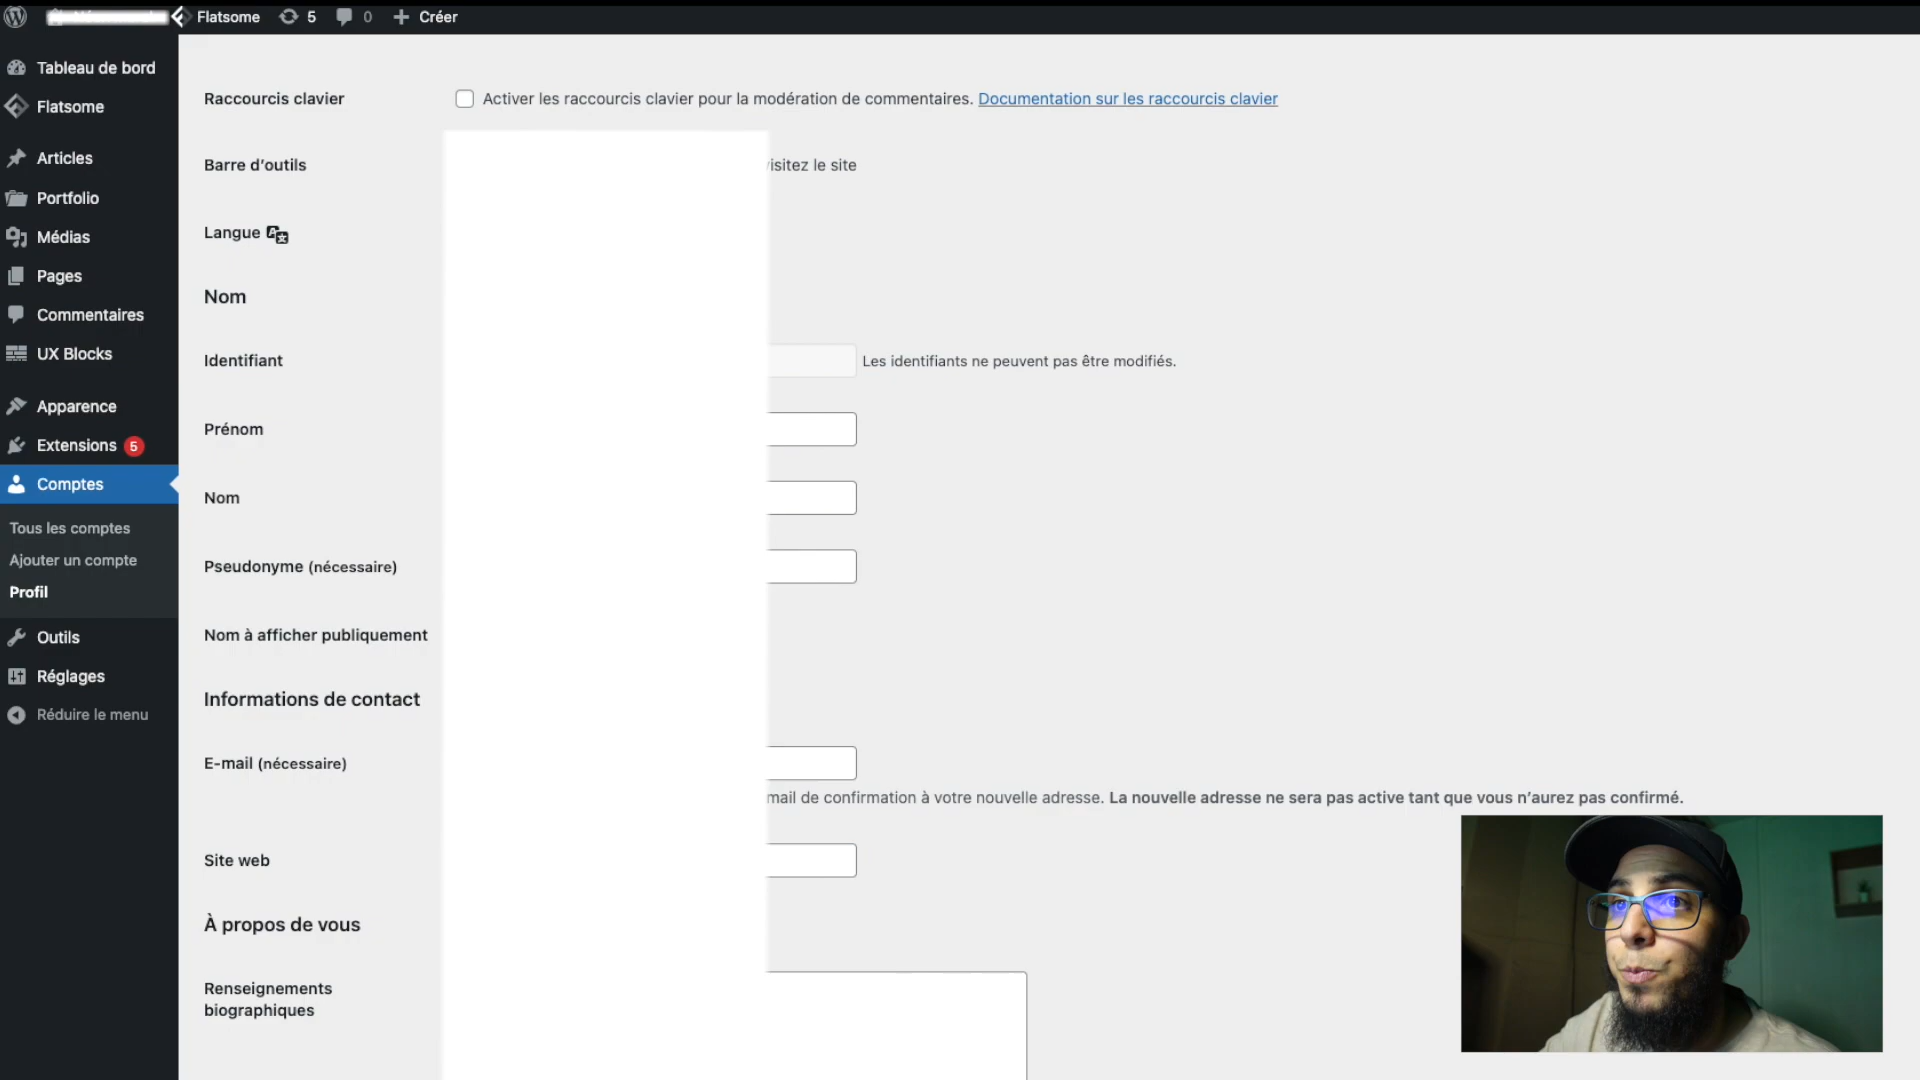 Flatsome 5 0 Créer
Tableau de bord
Flatsome
Articles
Portfolio
Médias
Pages
Commentaires
UX Blocks
Apparence
Extensions 5
Comptes
Tous les comptes
Ajouter un compte
Profil
Outils
Réglages
Réduire le menu
Raccourcis clavier
Activer les raccourcis clavier pour la modération de commentaires. Documentation sur les raccourcis clavier
Barre d’outils
visitez le site
Langue
Nom
Identifiant
Les identifiants ne peuvent pas être modifiés.
Prénom
Nom
Pseudonyme (nécessaire)
Nom à afficher publiquement
Informations de contact
E-mail (nécessaire)
mail de confirmation à votre nouvelle adresse. La nouvelle adresse ne sera pas active tant que vous n’aurez pas confirmé.
Site web
À propos de vous
Renseignements
biographiques